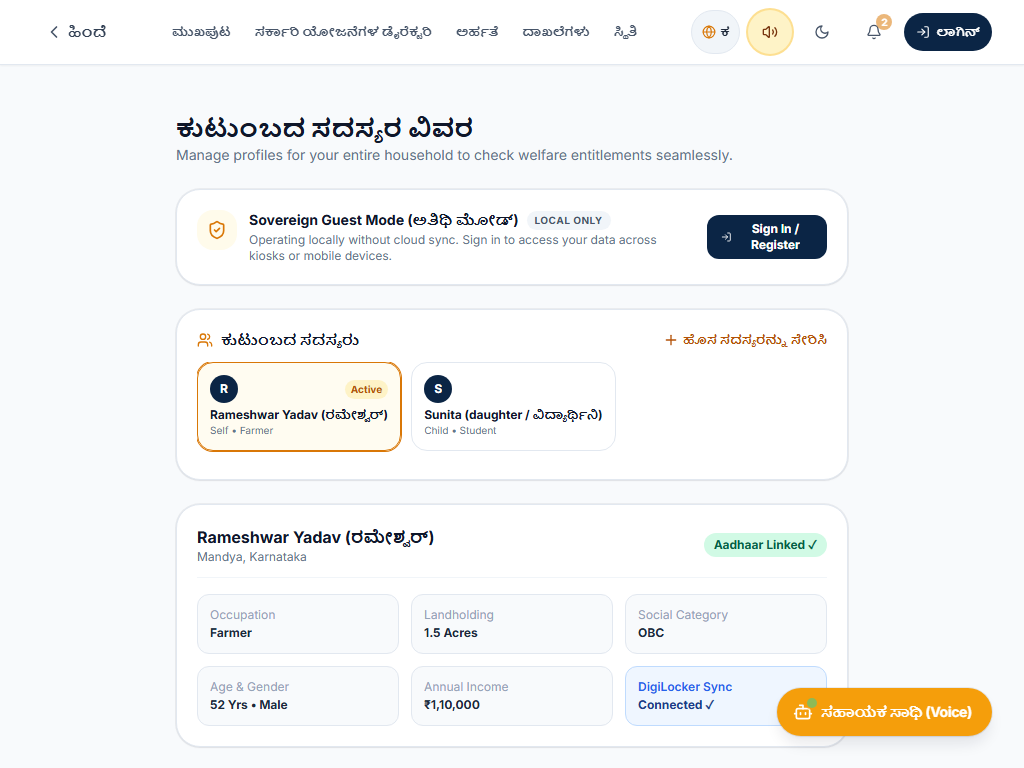 ಹಿಂದೆ
ಮುಖಪುಟ
ಸರ್ಕಾರಿ ಯೋಜನೆಗಳ ಡೈರೆಕ್ಟರಿ
ಅರ್ಹತೆ
ದಾಖಲೆಗಳು
ಸ್ಥಿತಿ
ಕ
2
ಲಾಗಿನ್
ಕುಟುಂಬದ ಸದಸ್ಯರ ವಿವರ
Manage profiles for your entire household to check welfare entitlements seamlessly.
Sovereign Guest Mode (ಅತಿಥಿ ಮೋಡ್) LOCAL ONLY
Operating locally without cloud sync. Sign in to access your data across
kiosks or mobile devices.
Sign In /
Register
ಕುಟುಂಬದ ಸದಸ್ಯರು
+ ಹೊಸ ಸದಸ್ಯರನ್ನು ಸೇರಿಸಿ
R
Active
Rameshwar Yadav (ರಮೇಶ್ವರ್)
Self • Farmer
S
Sunita (daughter / ವಿದ್ಯಾರ್ಥಿನಿ)
Child • Student
Rameshwar Yadav (ರಮೇಶ್ವರ್)
Mandya, Karnataka
Aadhaar Linked ✓
Occupation
Farmer
Landholding
1.5 Acres
Social Category
OBC
Age & Gender
52 Yrs • Male
Annual Income
₹1,10,000
DigiLocker Sync
Connected ✓
ಸಹಾಯಕ ಸಾಥಿ (Voice)